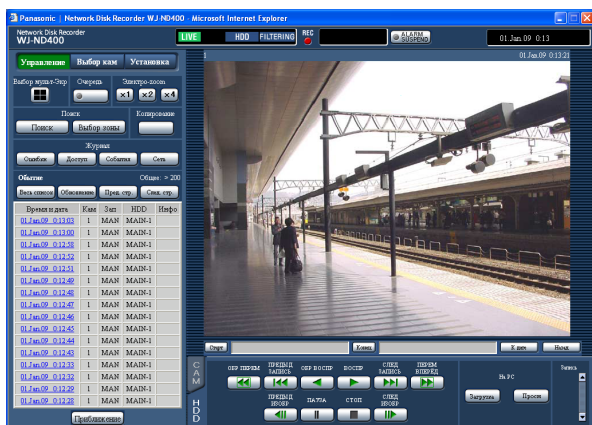 Panasonic | Network Disk Recorder WJ-ND400 - Microsoft Internet Explorer
Network Disk Recorder
WJ-ND400
LIVE HDD FILTERING REC ALARM SUSPEND 01.Jan.09 0:13
Управление Выбор кам Установка
1 01.Jan.09 0:13:21
Выбор мульт-Экр Очередь Электро-zoom
x1 x2 x4
Поиск Копирование
Поиск Выбор зоны
Журнал
Ошибки Доступ События Сеть
Общее: > 200
Весь список Обновление Пред. стр. След. стр.
Время и дата Кам Зап HDD Инфо
01.Jan.09 0:13:03 1 MAN MAIN-1
01.Jan.09 0:13:00 1 MAN MAIN-1
01.Jan.09 0:12:58 1 MAN MAIN-1
01.Jan.09 0:12:52 1 MAN MAIN-1
01.Jan.09 0:12:51 1 MAN MAIN-1
01.Jan.09 0:12:49 1 MAN MAIN-1
01.Jan.09 0:12:48 1 MAN MAIN-1
01.Jan.09 0:12:47 1 MAN MAIN-1
01.Jan.09 0:12:46 1 MAN MAIN-1
01.Jan.09 0:12:45 1 MAN MAIN-1
01.Jan.09 0:12:44 1 MAN MAIN-1
01.Jan.09 0:12:43 1 MAN MAIN-1
01.Jan.09 0:12:33 1 MAN MAIN-1
01.Jan.09 0:12:32 1 MAN MAIN-1
01.Jan.09 0:12:29 1 MAN MAIN-1
01.Jan.09 0:12:28 1 MAN MAIN-1
Приближение
Старт Конец К дате Назад
CAM
HDD
ОБР ПЕРЕМ ПРЕДЫД ЗАПИСЬ ОБР ВОСПР ВОСПР СЛЕД ЗАПИСЬ ПЕРЕМ ВПЕРЕД
ПРЕДЫД ИЗОБР ПАУЗА СТОП СЛЕД ИЗОБР
На РС
Загрузка Просм
Запись